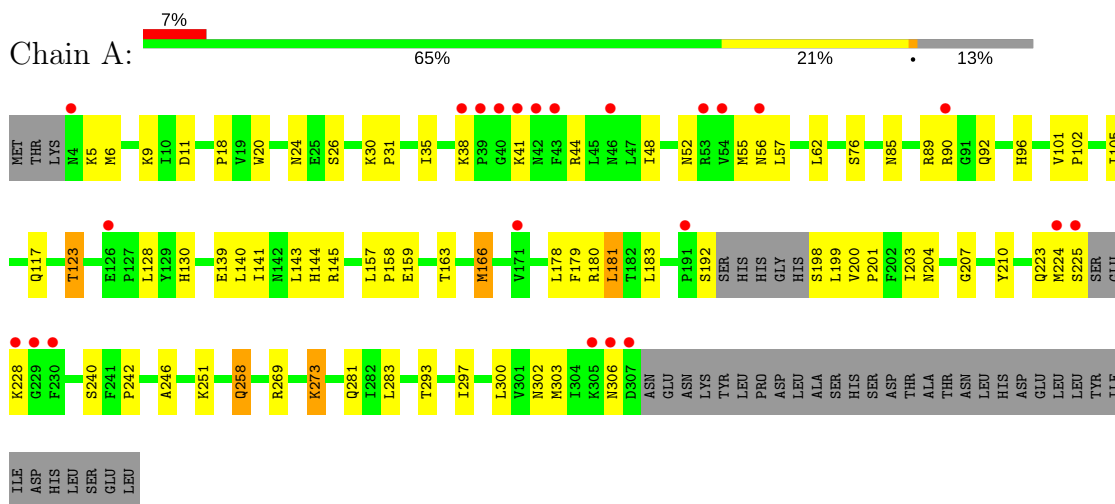 7%
Chain A:
65% 21% • 13%
MET THR LYS N4 K5 M6 K9 I10 D11 P18 V19 W20 N24 E25 S26 K30 P31 I35 K38 P39 G40 K41 N42 F43 R44 L45 N46 L47 I48 N52 R53 V54 M55 N56 L57 L62 S76 N85 R89 R90 G91 Q92 H96 V101 P102
Q117 T123 E126 P127 L128 Y129 H130 E139 L140 I141 N142 L143 H144 R145 L157 P158 E159 T163 M166 V171 L178 F179 R180 L181 T182 L183 P191 S192 SER HIS HIS GLY HIS S198 L199 V200 P201 F202 I203 N204 G207 Y210 Q223 M224 S225 SER GLU
K228 G229 F230 S240 F241 P242 A246 K251 Q258 R269 K273 Q281 I282 L283 T293 I297 L300 V301 N302 M303 I304 K305 N306 D307 ASN GLU ASN LYS TYR LEU PRO ASP LEU ALA SER HIS SER ASP THR ALA THR ASN LEU HIS ASP GLU LEU LEU TYR ILE
ILE ASP HIS LEU SER GLU LEU